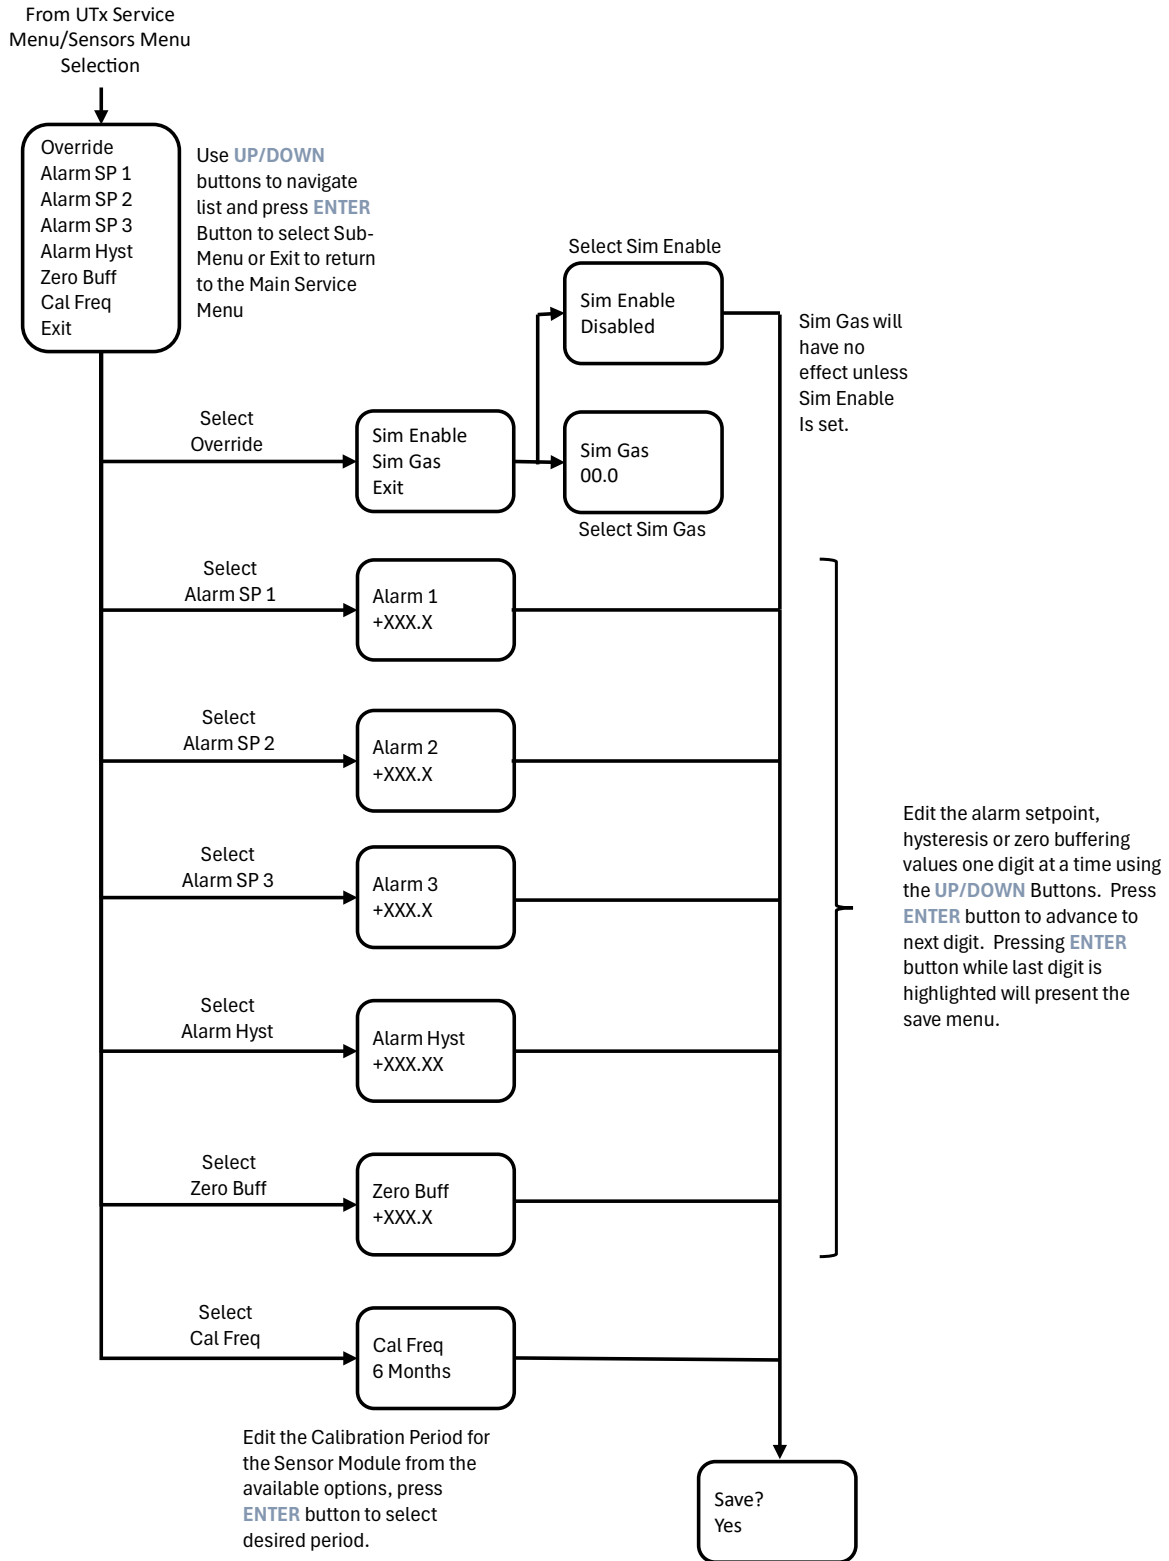 From UTx Service
Menu/Sensors Menu
Selection
Override
Alarm SP 1
Alarm SP 2
Alarm SP 3
Alarm Hyst
Zero Buff
Cal Freq
Exit
Use UP/DOWN
buttons to navigate
list and press ENTER
Button to select Sub-
Menu or Exit to return
to the Main Service
Menu
Select Sim Enable
Sim Enable
Disabled
Sim Gas will
have no
effect unless
Sim Enable
Is set.
Select
Override
Sim Enable
Sim Gas
Exit
Sim Gas
00.0
Select Sim Gas
Select
Alarm SP 1
Alarm 1
+XXX.X
Select
Alarm SP 2
Alarm 2
+XXX.X
Select
Alarm SP 3
Alarm 3
+XXX.X
Edit the alarm setpoint,
hysteresis or zero buffering
values one digit at a time using
the UP/DOWN Buttons.  Press
ENTER button to advance to
next digit.  Pressing ENTER
button while last digit is
highlighted will present the
save menu.
Select
Alarm Hyst
Alarm Hyst
+XXX.XX
Select
Zero Buff
Zero Buff
+XXX.X
Select
Cal Freq
Cal Freq
6 Months
Edit the Calibration Period for
the Sensor Module from the
available options, press
ENTER button to select
desired period.
Save?
Yes